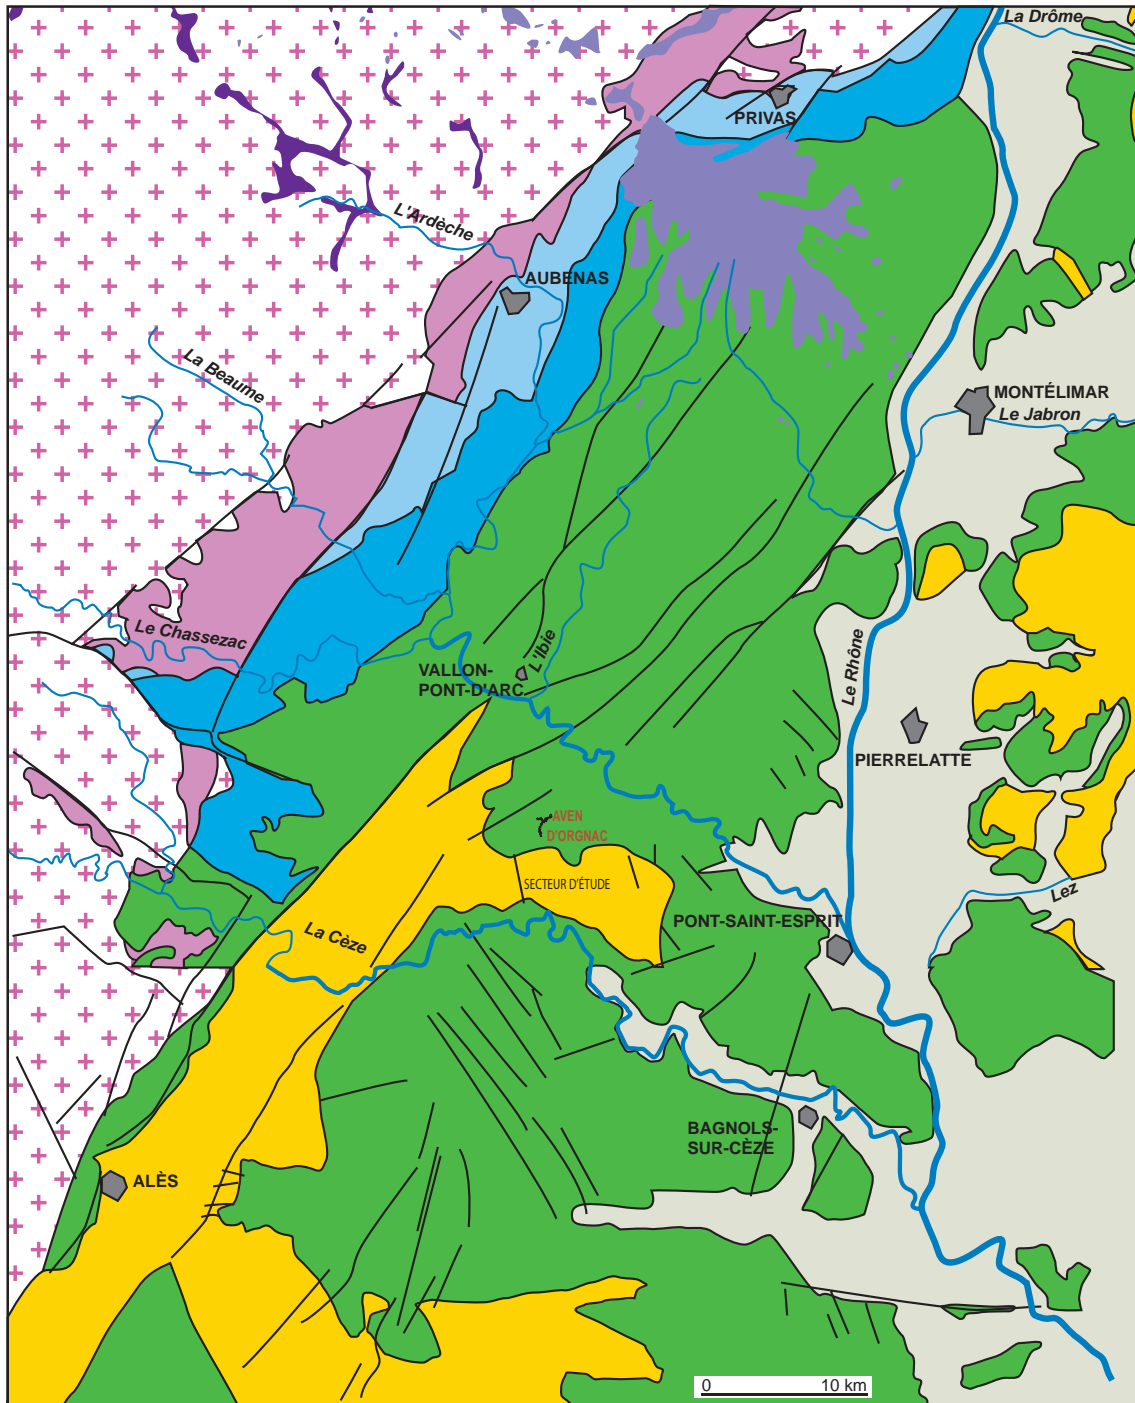 La Drôme
PRIVAS
L'Ardèche
AUBENAS
La Beaume
MONTÉLIMAR
Le Jabron
Le Chassezac
L'Ibie
VALLON-
PONT-D'ARC
Le Rhône
PIERRELATTE
AVEN
D'ORGNAC
SECTEUR D'ÉTUDE
Lez
PONT-SAINT-ESPRIT
La Cèze
BAGNOLS-
SUR-CÈZE
ALÈS
0 10 km